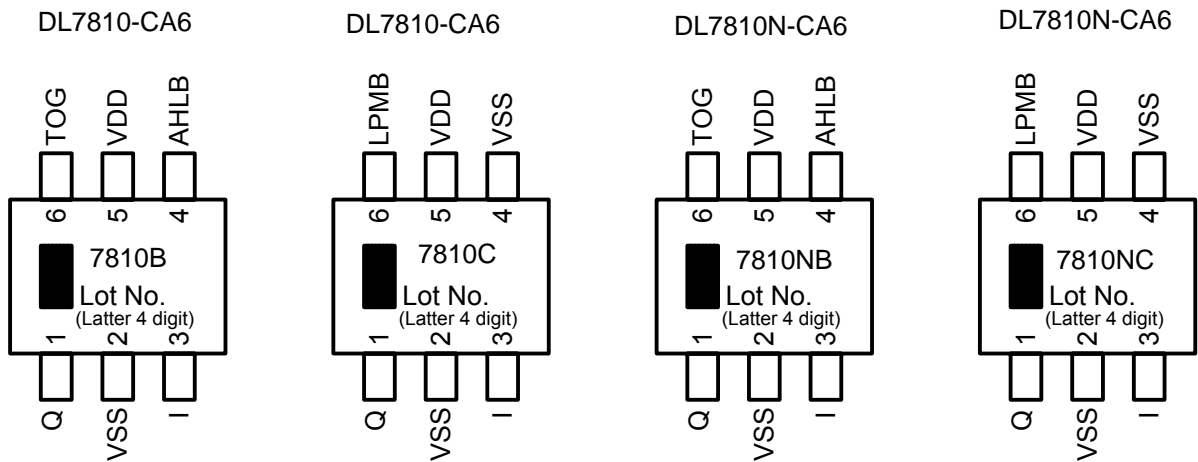 DL7810-CA6
TOG
VDD
AHLB
6
5
4
7810B
Lot No.
(Latter 4 digit)
1
2
3
Q
VSS
I
DL7810-CA6
LPMB
VDD
VSS
6
5
4
7810C
Lot No.
(Latter 4 digit)
1
2
3
Q
VSS
I
DL7810N-CA6
TOG
VDD
AHLB
6
5
4
7810NB
Lot No.
(Latter 4 digit)
1
2
3
Q
VSS
I
DL7810N-CA6
LPMB
VDD
VSS
6
5
4
7810NC
Lot No.
(Latter 4 digit)
1
2
3
Q
VSS
I